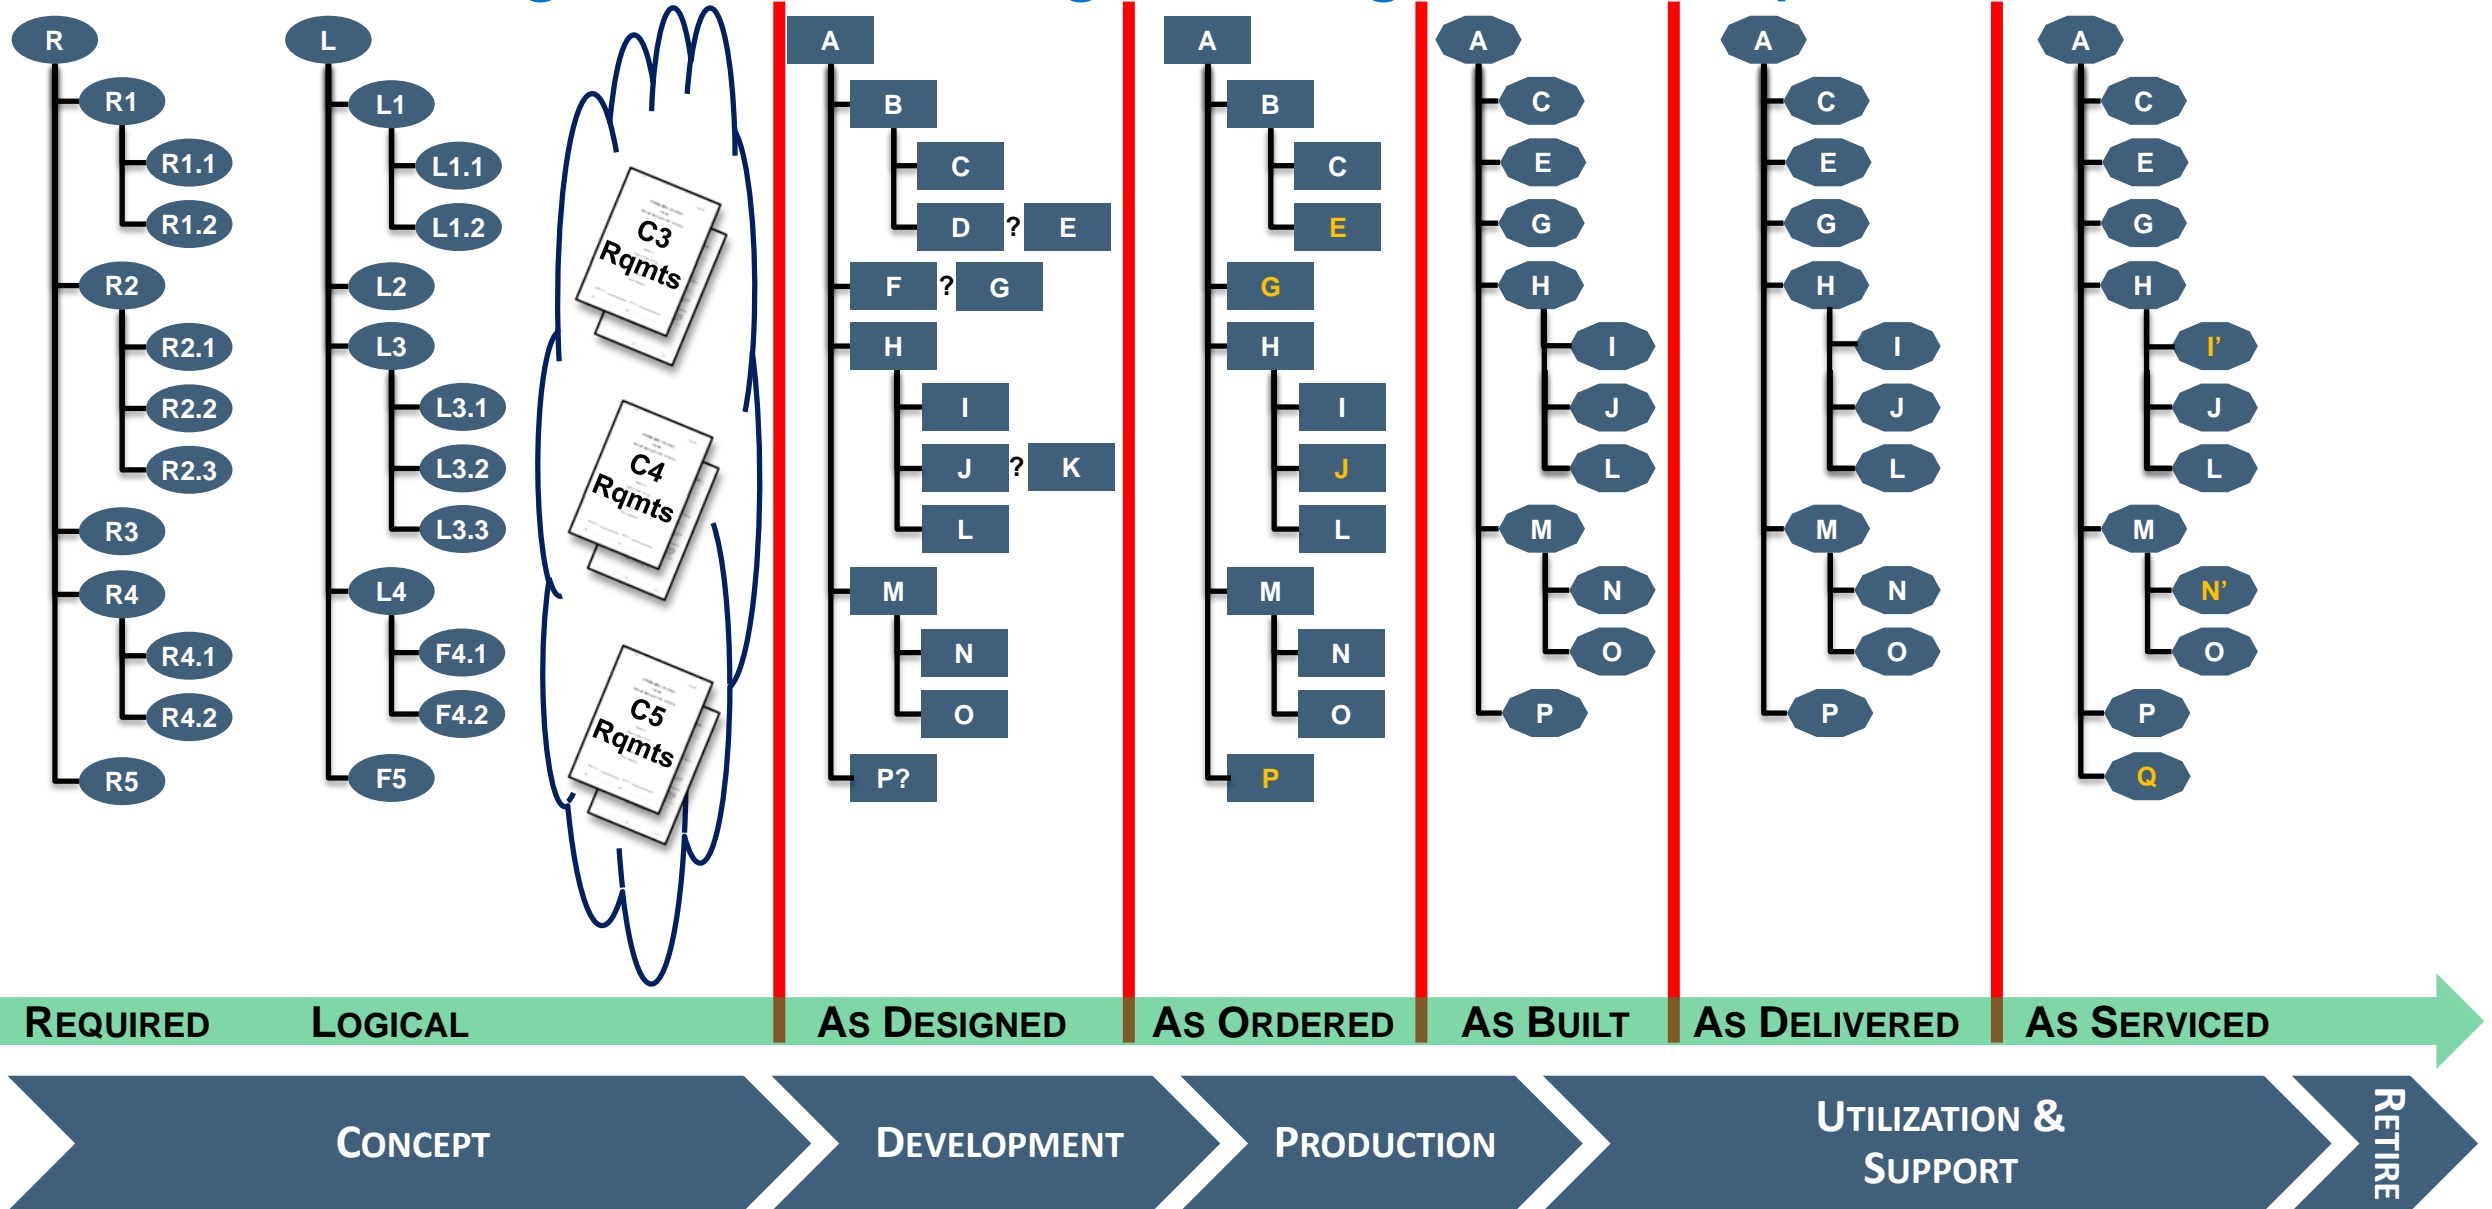 R
R1
R1.1
R1.2
R2
R2.1
R2.2
R2.3
R3
R4
R4.1
R4.2
R5
L
L1
L1.1
L1.2
L2
L3
L3.1
L3.2
L3.3
L4
F4.1
F4.2
F5
C3
Rqmts
C4
Rqmts
C5
Rqmts
A
B
C
D ? E
F ? G
H
I
J ? K
L
M
N
O
P?
A
B
C
E
G
H
I
J
L
M
N
O
P
A
C
E
G
H
I
J
L
M
N
O
P
A
C
E
G
H
I
J
L
M
N
O
P
A
C
E
G
H
I’
J
L
M
N’
O
P
Q
REQUIRED
LOGICAL
AS DESIGNED
AS ORDERED
AS BUILT
AS DELIVERED
AS SERVICED
CONCEPT
DEVELOPMENT
PRODUCTION
UTILIZATION &
SUPPORT
RETIRE